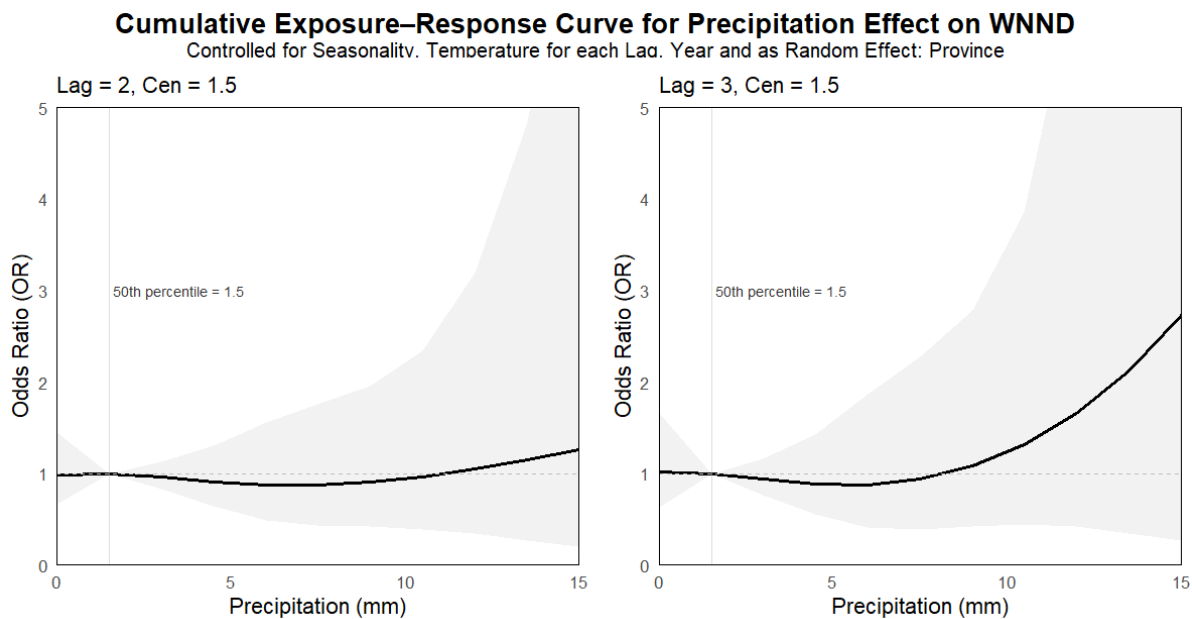 Cumulative Exposure–Response Curve for Precipitation Effect on WNND
Controlled for Seasonality, Temperature for each Lag, Year and as Random Effect: Province
Lag = 2, Cen = 1.5
5
4
3
2
1
0
Odds Ratio (OR)
50th percentile = 1.5
0 5 10 15
Precipitation (mm)
Lag = 3, Cen = 1.5
5
4
3
2
1
0
Odds Ratio (OR)
50th percentile = 1.5
0 5 10 15
Precipitation (mm)